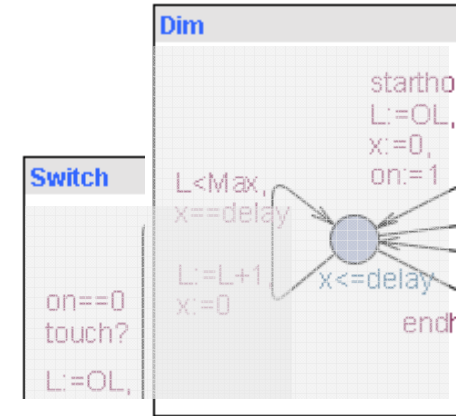 Dim
startho
L:=OL,
x:=0,
on:=1
L<Max,
x==delay
L:=L+1
x:=0
x<=delay
endh
Switch
on==0
touch?
L:=OL,